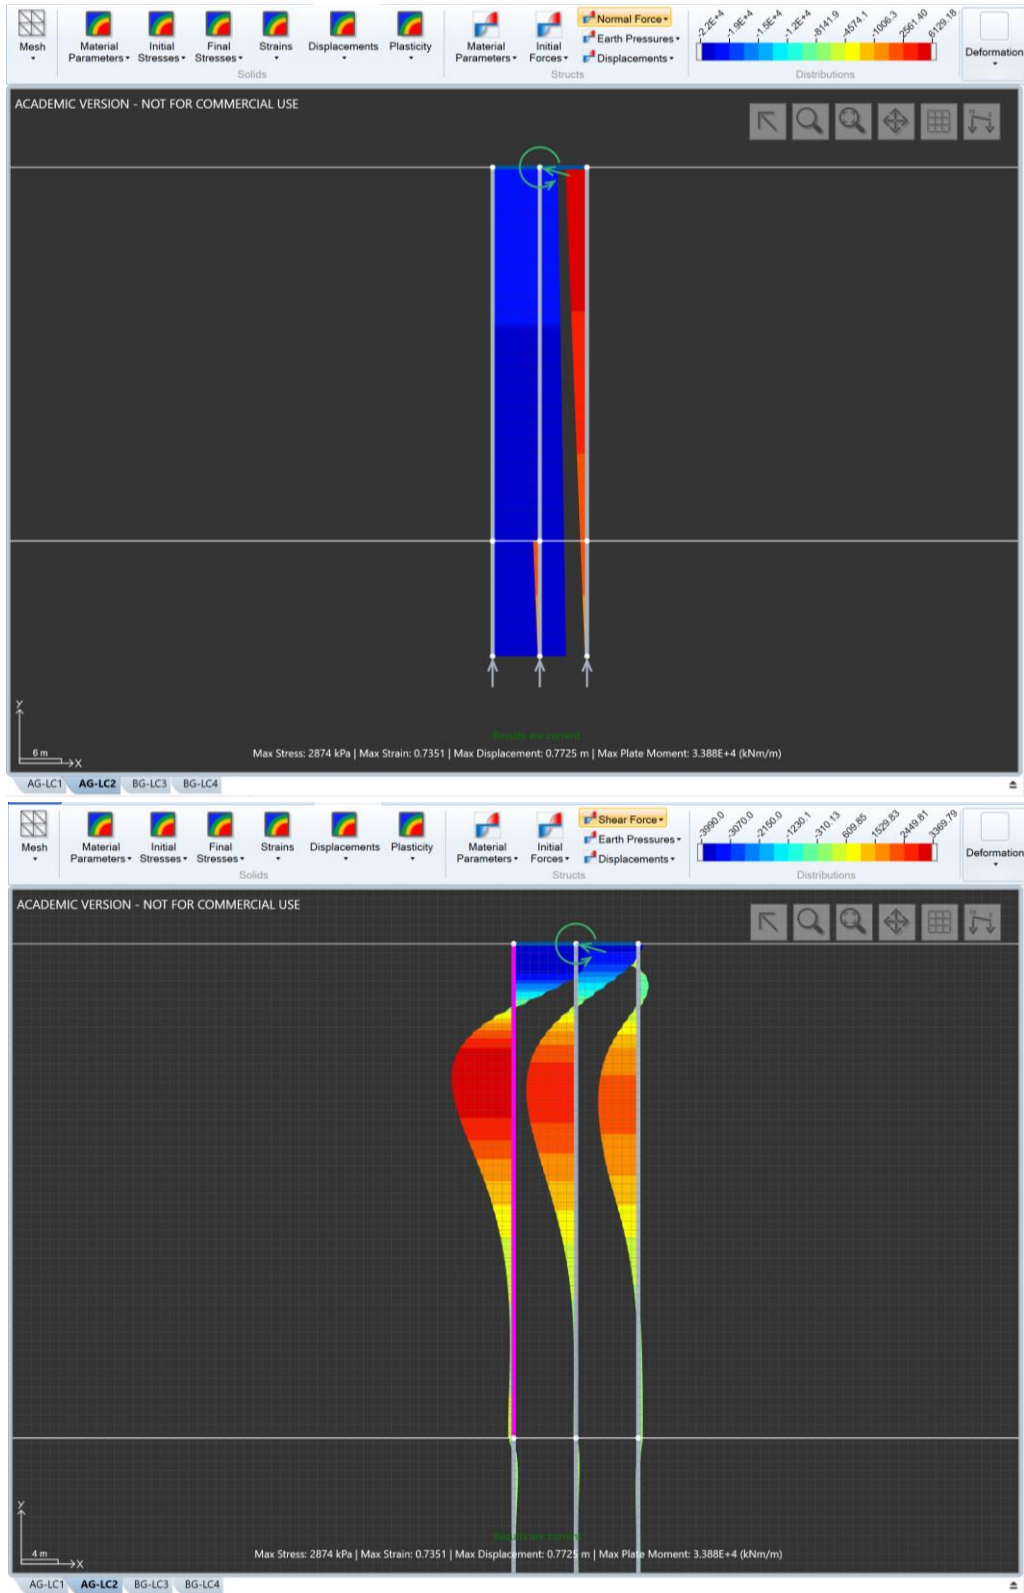 Mesh
Material Parameters
Initial Stresses
Final Stresses
Strains
Displacements
Plasticity
Solids
Material Parameters
Initial Forces
Normal Force
Earth Pressures
Displacements
Structs
-2.2E+4 -1.9E+4 -1.5E+4 -1.2E+4 -8141.9 -4574.1 -1006.3 2561.40 6129.18
Distributions
Deformation
ACADEMIC VERSION - NOT FOR COMMERCIAL USE
Y
X
6 m
Results are current
Max Stress: 2874 kPa | Max Strain: 0.7351 | Max Displacement: 0.7725 m | Max Plate Moment: 3.388E+4 (kNm/m)
AG-LC1 AG-LC2 BG-LC3 BG-LC4
Mesh
Material Parameters
Initial Stresses
Final Stresses
Strains
Displacements
Plasticity
Solids
Material Parameters
Initial Forces
Shear Force
Earth Pressures
Displacements
Structs
-3990.0 -3070.0 -2150.0 -1230.1 -310.13 609.85 1529.83 2449.81 3369.79
Distributions
Deformation
ACADEMIC VERSION - NOT FOR COMMERCIAL USE
Y
X
4 m
Results are current
Max Stress: 2874 kPa | Max Strain: 0.7351 | Max Displacement: 0.7725 m | Max Plate Moment: 3.388E+4 (kNm/m)
AG-LC1 AG-LC2 BG-LC3 BG-LC4